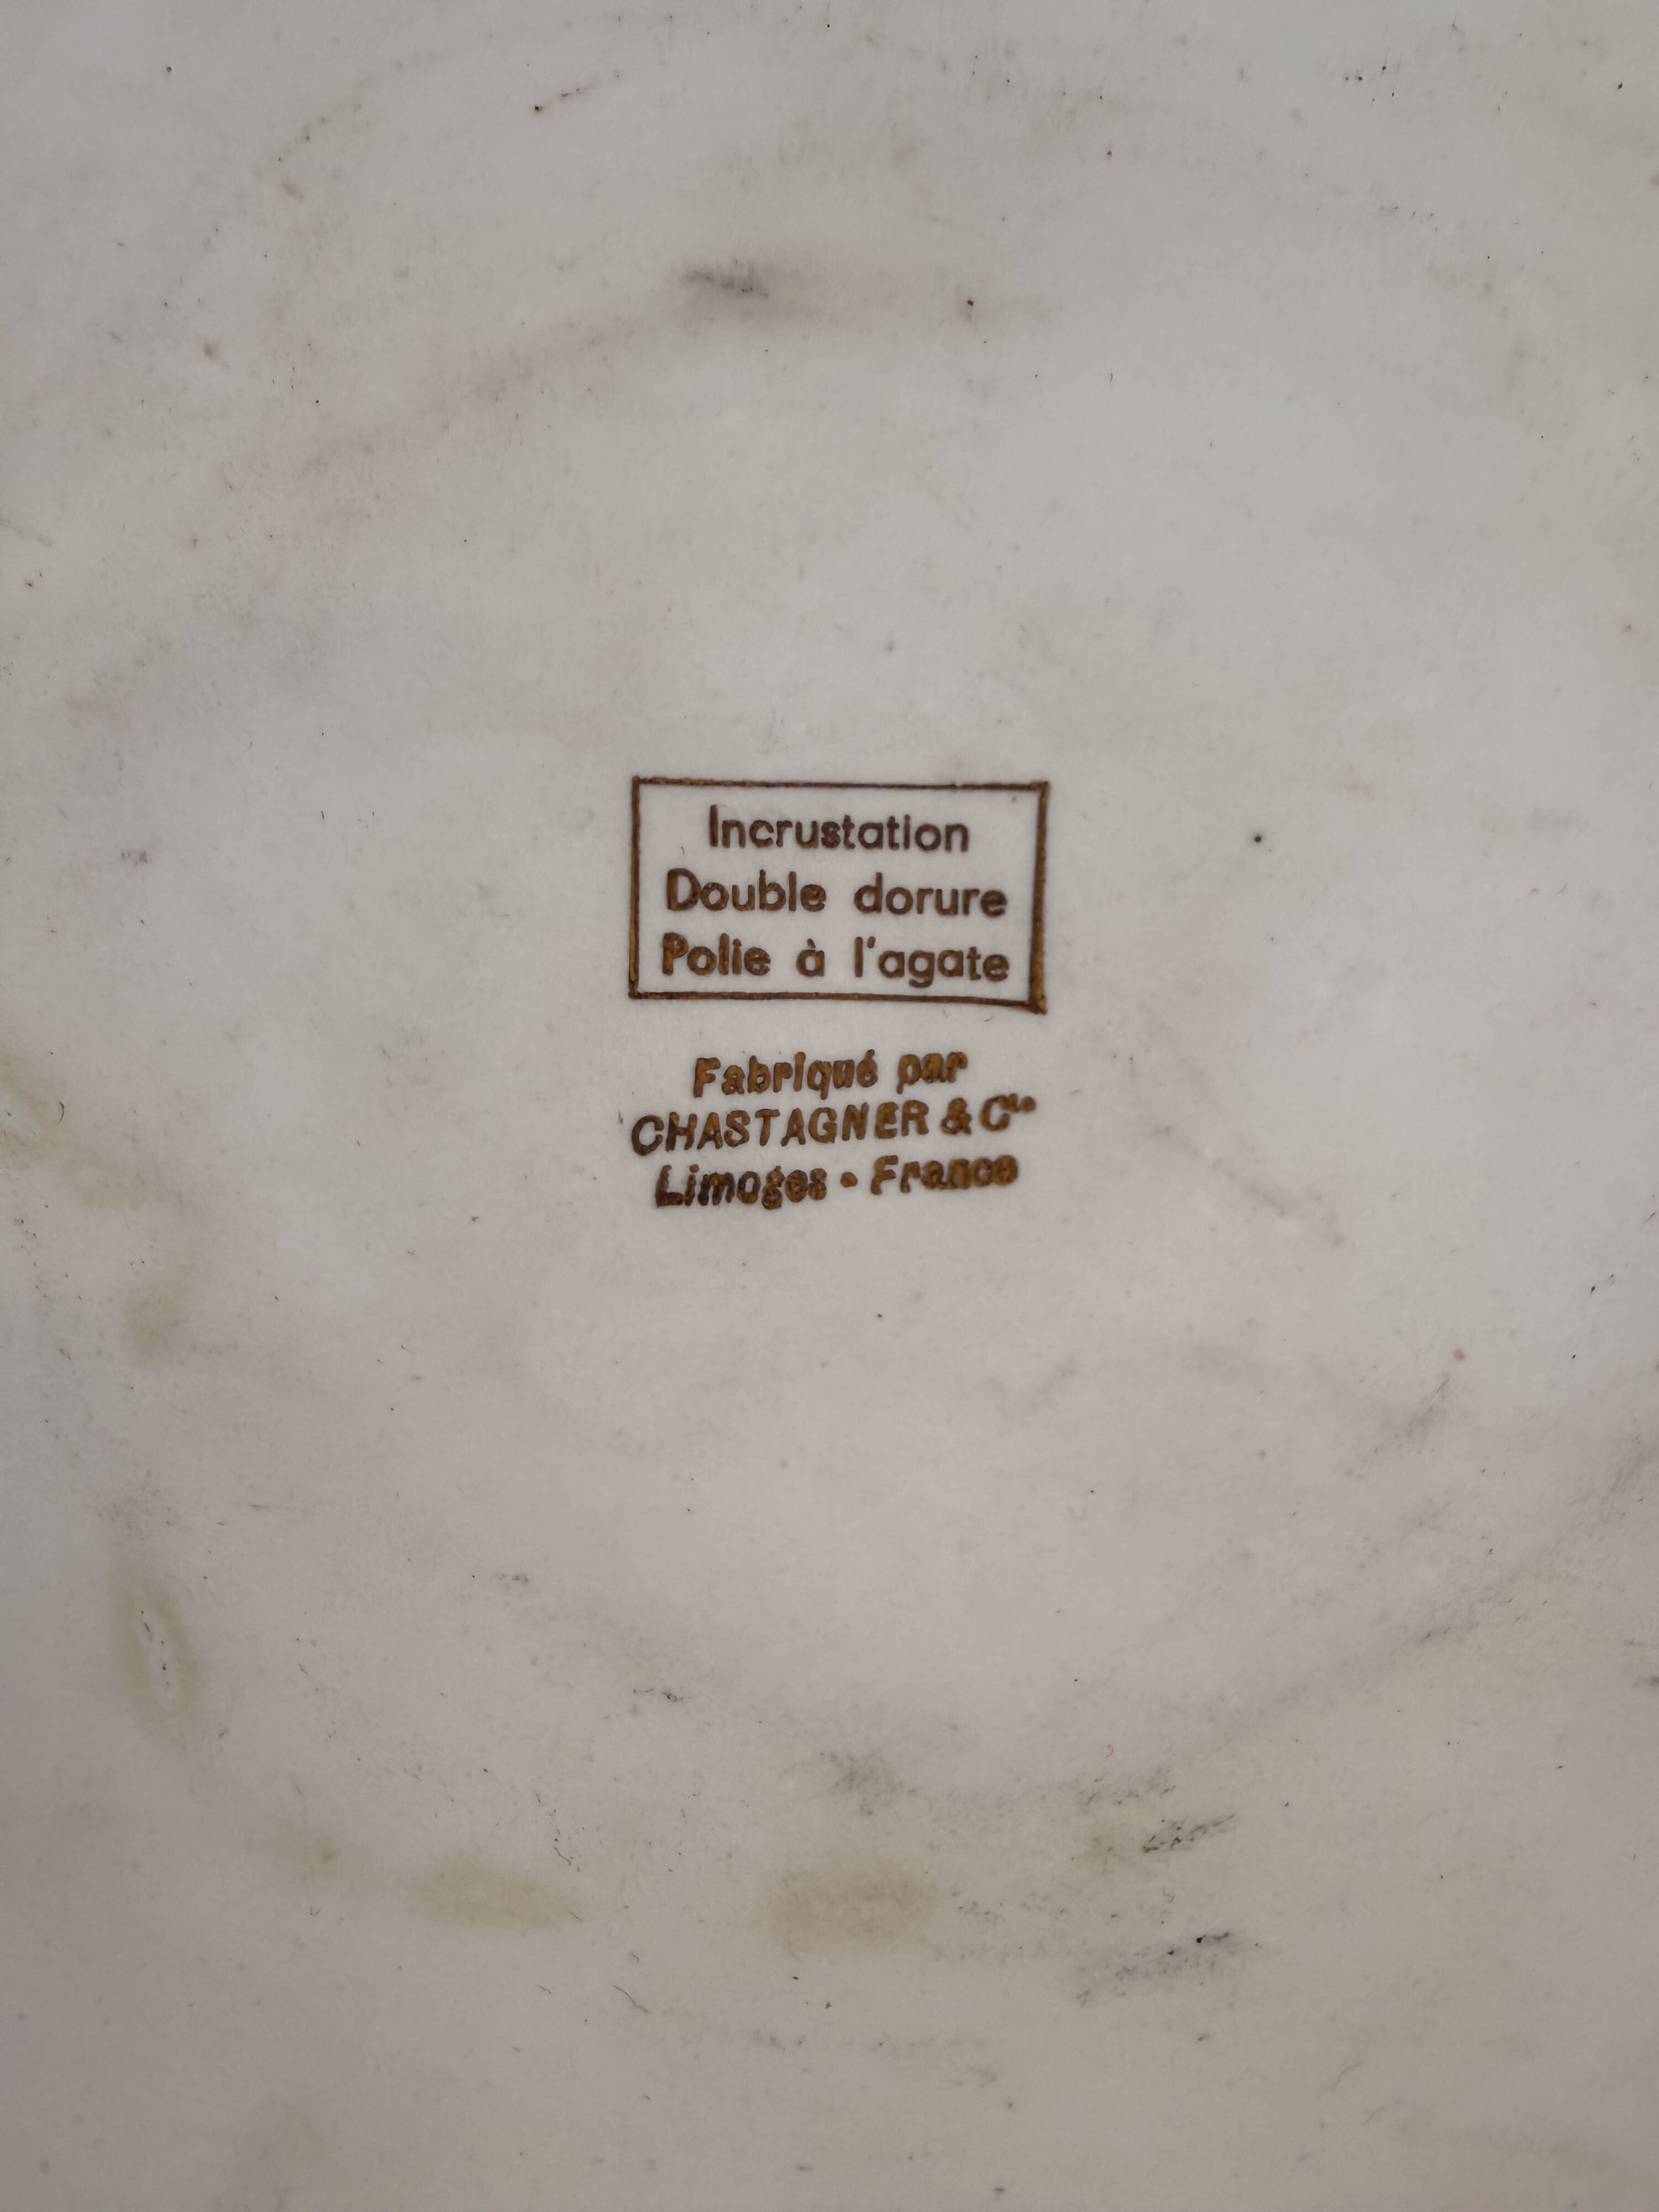 Incrustation
Double dorure
Polie à l'agate
Fabriqué par
CHASTAGNER & Cie
Limoges • France